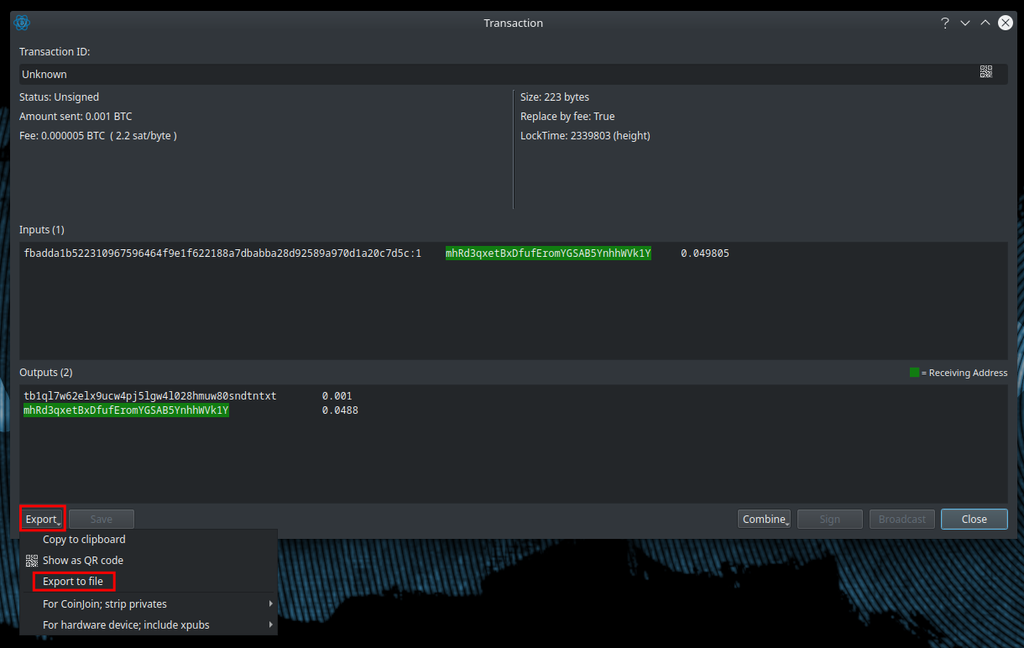 Transaction
?
Transaction ID:
Unknown
Status: Unsigned
Amount sent: 0.001 BTC
Fee: 0.000005 BTC ( 2.2 sat/byte )
Size: 223 bytes
Replace by fee: True
LockTime: 2339803 (height)
Inputs (1)
fbadda1b522310967596464f9e1f622188a7dbabba28d92589a970d1a20c7d5c:1 mhRd3qxetBxDfufEromYGSAB5YnhhWVk1Y 0.049805
Outputs (2)
= Receiving Address
tb1ql7w62elx9ucw4pj5lgw4l028hmuw80sndtntxt 0.001
mhRd3qxetBxDfufEromYGSAB5YnhhWVk1Y 0.0488
Export Save Combine Sign Broadcast Close
Copy to clipboard
Show as QR code
Export to file
For CoinJoin; strip privates
For hardware device; include xpubs